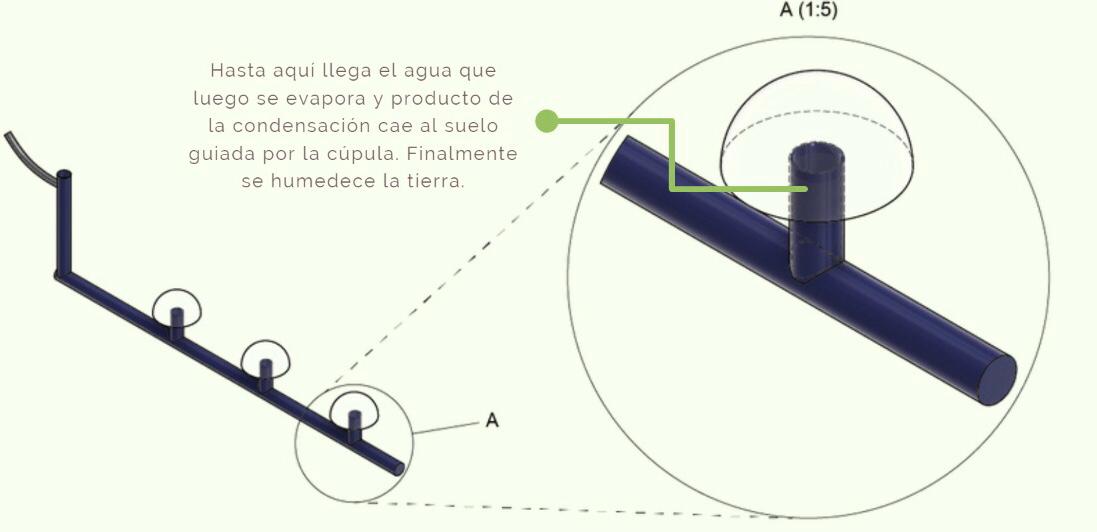 A (1:5)
Hasta aquí llega el agua que
luego se evapora y producto de
la condensación cae al suelo
guiada por la cúpula. Finalmente
se humedece la tierra.
A